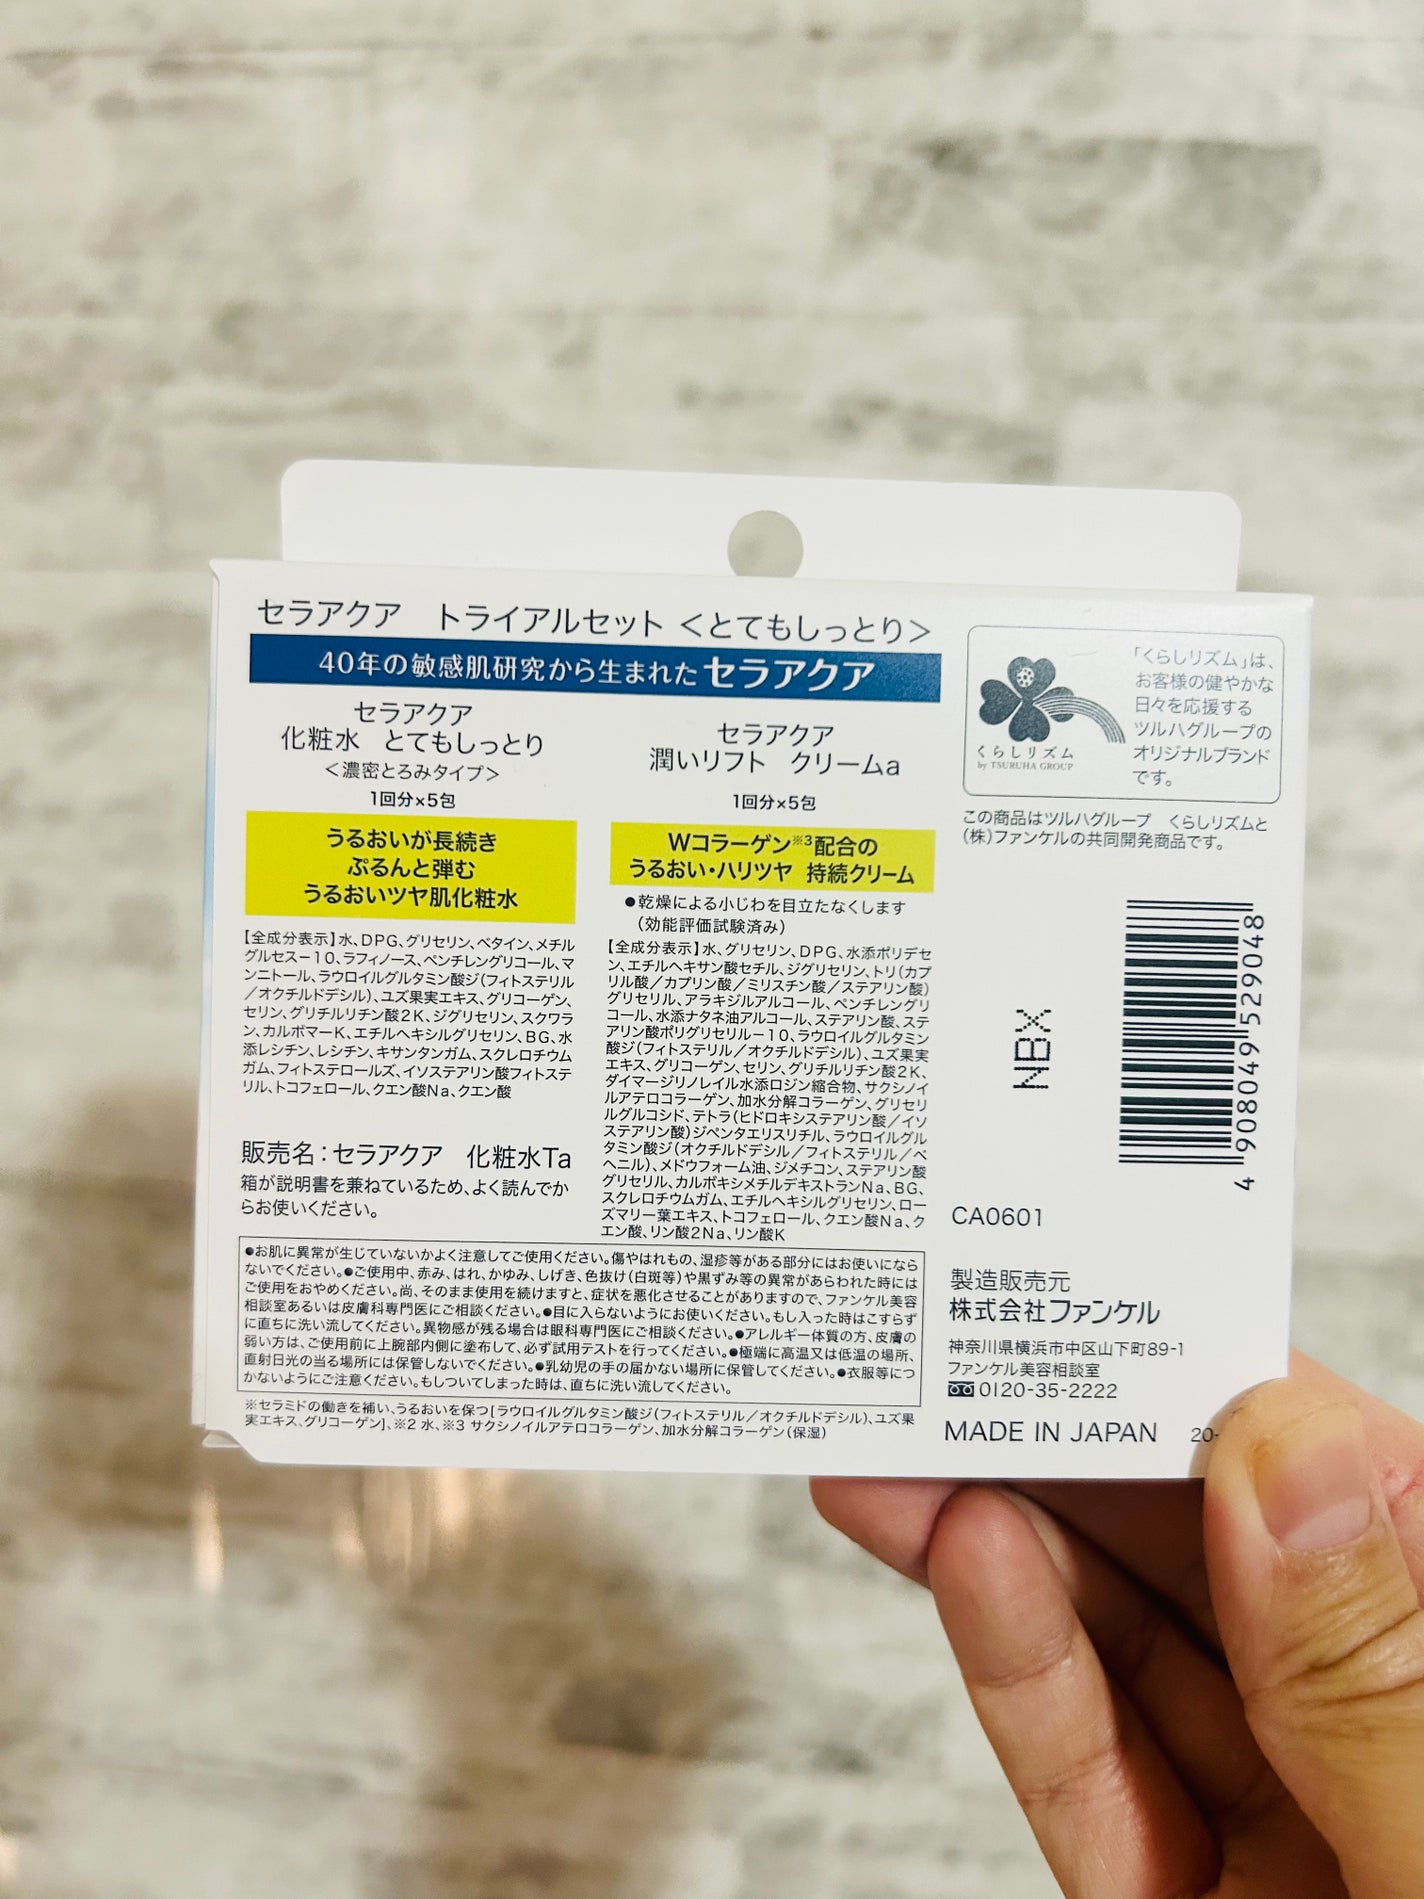 セラアクア　トライアルセット ＜とてもしっとり＞
40年の敏感肌研究から生まれた セラアクア
セラアクア
化粧水　とてもしっとり
＜濃密とろみタイプ＞
1回分×5包
うるおいが長続き
ぷるんと弾む
うるおいツヤ肌化粧水
【全成分表示】水、DPG、グリセリン、ベタイン、メチル
グルセス−10、ラフィノース、ペンチレングリコール、マ
ンニトール、ラウロイルグルタミン酸ジ（フィトステリル
／オクチルドデシル）、ユズ果実エキス、グリコーゲン、
セリン、グリチルリチン酸２Ｋ、ジグリセリン、スクワラ
ン、カルボマーＫ、エチルヘキシルグリセリン、BG、水
添レシチン、レシチン、キサンタンガム、スクレロチウム
ガム、フィトステロールズ、イソステアリン酸フィトステ
リル、トコフェロール、クエン酸Na、クエン酸
販売名：セラアクア　化粧水Ta
箱が説明書を兼ねているため、よく読んでか
らお使いください。
セラアクア
潤いリフト　クリームa
1回分×5包
Wコラーゲン※3配合の
うるおい・ハリツヤ 持続クリーム
●乾燥による小じわを目立たなくします
（効能評価試験済み）
【全成分表示】水、グリセリン、DPG、水添ポリデセ
ン、エチルヘキサン酸セチル、ジグリセリン、トリ（カプ
リル酸／カプリン酸／ミリスチン酸／ステアリン酸）
グリセリル、アラキジルアルコール、ペンチレングリ
コール、水添ナタネ油アルコール、ステアリン酸、ステ
アリン酸ポリグリセリル−10、ラウロイルグルタミン
酸ジ（フィトステリル／オクチルドデシル）、ユズ果実
エキス、グリコーゲン、セリン、グリチルリチン酸２Ｋ、
ダイマージリノレイル水添ロジン縮合物、サクシノイ
ルアテロコラーゲン、加水分解コラーゲン、グリセリ
ルグルコシド、テトラ（ヒドロキシステアリン酸／イソ
ステアリン酸）ジペンタエリスリチル、ラウロイルグル
タミン酸ジ（オクチルドデシル／フィトステリル／ベ
ヘニル）、メドウフォーム油、ジメチコン、ステアリン酸
グリセリル、カルボキシメチルデキストランNa、BG、
スクレロチウムガム、エチルヘキシルグリセリン、ロー
ズマリー葉エキス、トコフェロール、クエン酸Na、ク
エン酸、リン酸2Na、リン酸K
●お肌に異常が生じていないかよく注意してご使用ください。傷やはれもの、湿疹等がある部分にはお使いになら
ないでください。●ご使用中、赤み、はれ、かゆみ、しげき、色抜け（白斑等）や黒ずみ等の異常があらわれた時には
ご使用をおやめください。尚、そのまま使用を続けますと、症状を悪化させることがありますので、ファンケル美容
相談室あるいは皮膚科専門医にご相談ください。●目に入らないようにお使いください。もし入った時はこすらず
に直ちに洗い流してください。異物感が残る場合は眼科専門医にご相談ください。●アレルギー体質の方、皮膚の
弱い方は、ご使用前に上腕部内側に塗布して、必ず試用テストを行ってください。●極端に高温又は低温の場所、
直射日光の当る場所には保管しないでください。●乳幼児の手の届かない場所に保管してください。●衣服等につ
かないようにご注意ください。もしついてしまった時は、直ちに洗い流してください。
※セラミドの働きを補い、うるおいを保つ［ラウロイルグルタミン酸ジ（フィトステリル／オクチルドデシル）、ユズ果
実エキス、グリコーゲン］、※2 水、※3 サクシノイルアテロコラーゲン、加水分解コラーゲン（保湿）
くらしリズム
by TSURUHA GROUP
「くらしリズム」は、
お客様の健やかな
日々を応援する
ツルハグループの
オリジナルブランド
です。
この商品はツルハグループ　くらしリズムと
（株）ファンケルの共同開発商品です。
NBX
4 908049 529048
CA0601
製造販売元
株式会社ファンケル
神奈川県横浜市中区山下町89-1
ファンケル美容相談室
0120-35-2222
MADE IN JAPAN
20-